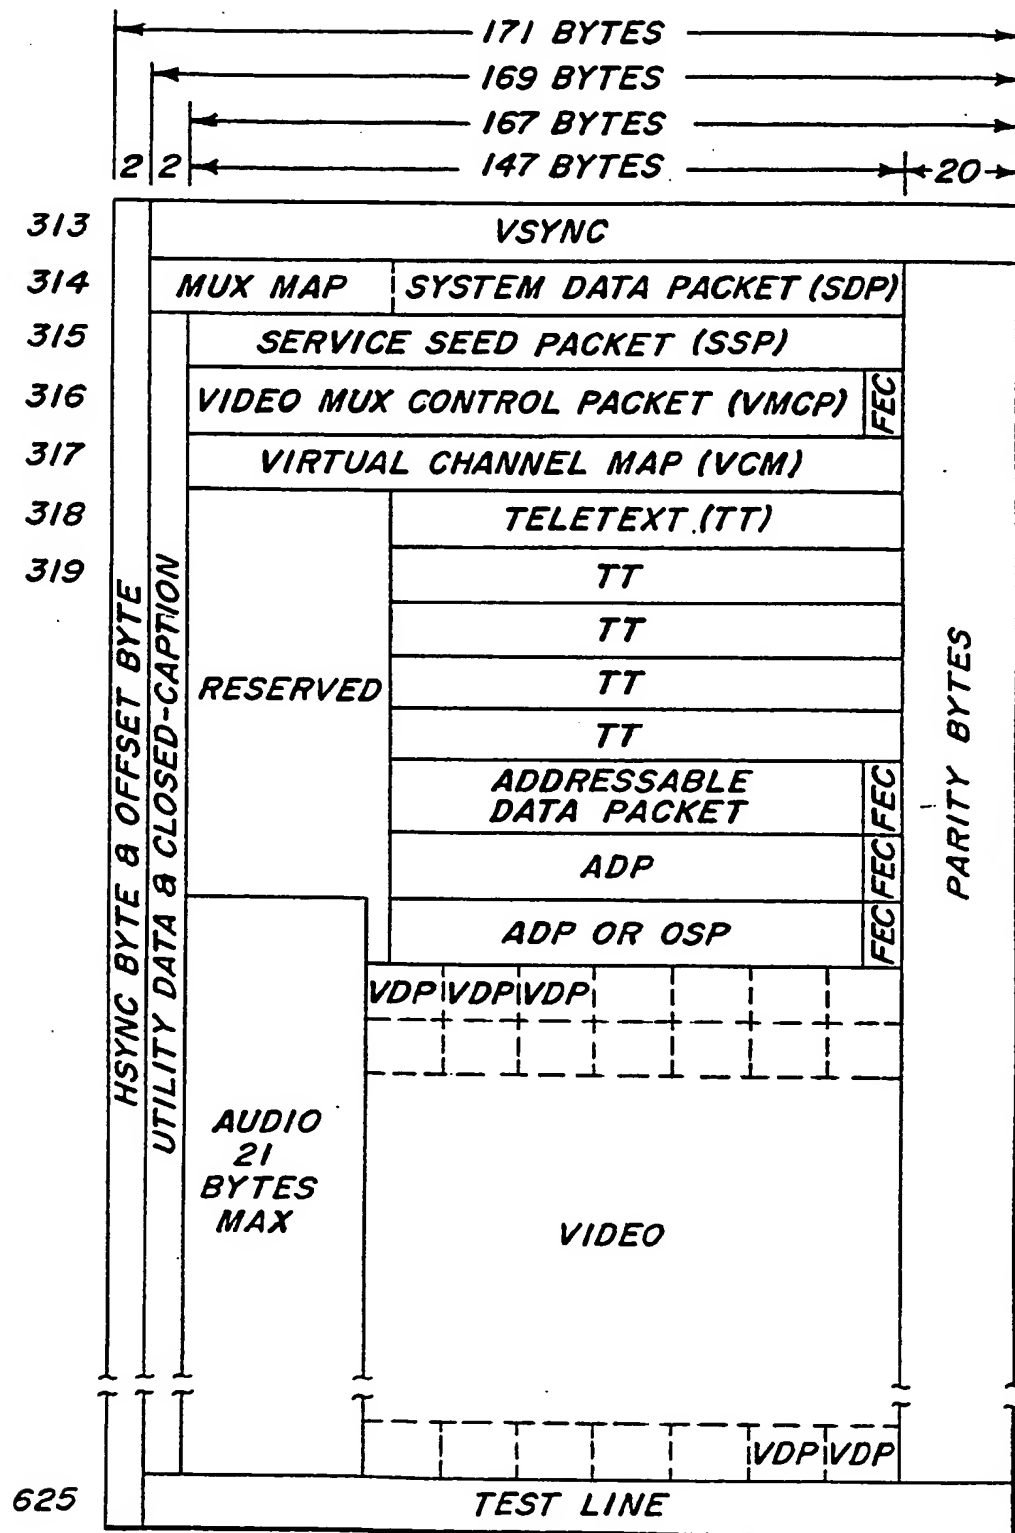 171 BYTES
169 BYTES
167 BYTES
2 2 147 BYTES 20
313 VSYNC
314 MUX MAP SYSTEM DATA PACKET (SDP)
315 SERVICE SEED PACKET (SSP)
316 VIDEO MUX CONTROL PACKET (VMCP) FEC
317 VIRTUAL CHANNEL MAP (VCM)
318 TELETEXT (TT)
319 TT
TT
RESERVED TT
TT
ADDRESSABLE
DATA PACKET FEC
ADP FEC
ADP OR OSP FEC
VDP VDP VDP
HSYNC BYTE & OFFSET BYTE
UTILITY DATA & CLOSED-CAPTION
PARITY BYTES
AUDIO
21
BYTES
MAX
VIDEO
VDP VDP
625 TEST LINE